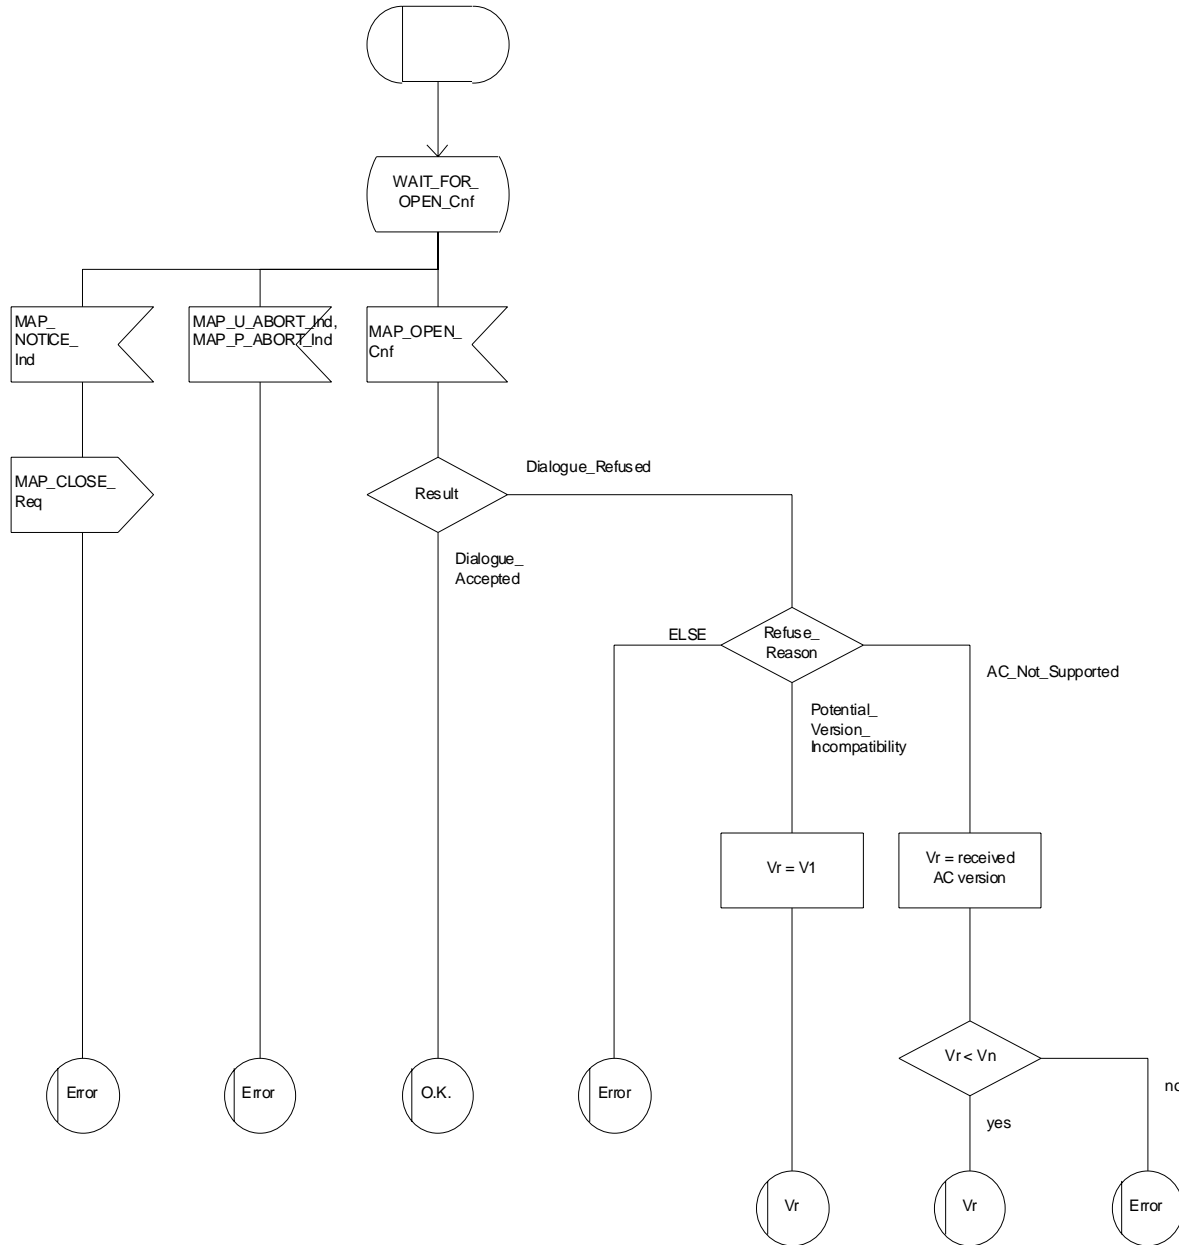 WAIT_FOR_
OPEN_Cnf
MAP_
NOTICE_
Ind
MAP_U_ABORT_Ind,
MAP_P_ABORT_Ind
MAP_OPEN_
Cnf
MAP_CLOSE_
Req
Result
Dialogue_Refused
Dialogue_
Accepted
ELSE
Refuse_
Reason
AC_Not_Supported
Potential_
Version_
Incompatibility
Vr = V1
Vr = received
AC version
Vr < Vn
no
yes
Error
Error
O.K.
Error
Vr
Vr
Error